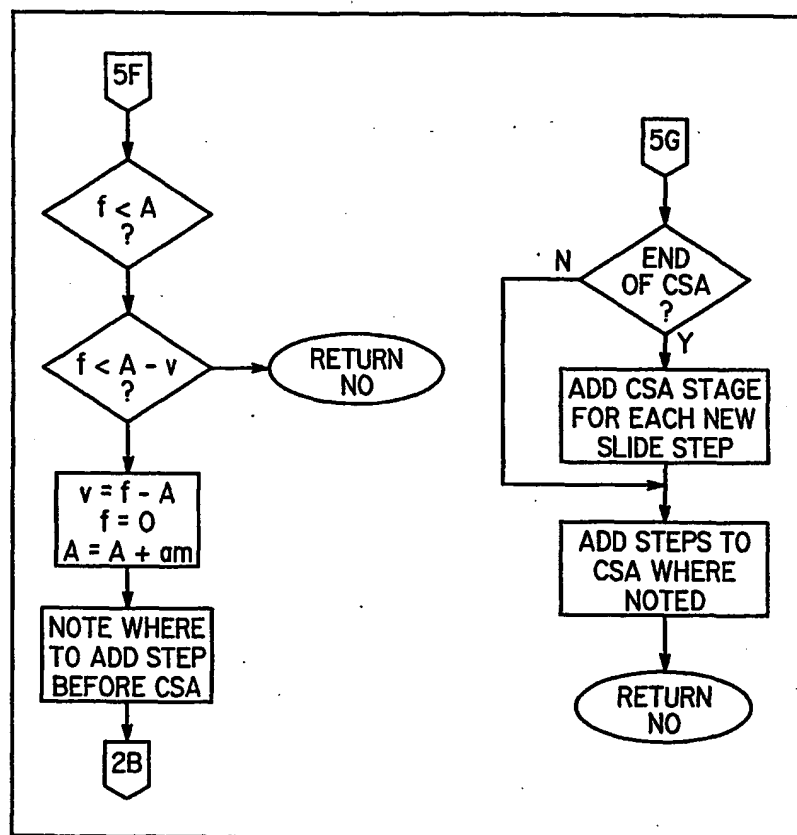 5F
f < A
?
f < A - v
?
RETURN
NO
v = f - A
f = 0
A = A + am
NOTE WHERE
TO ADD STEP
BEFORE CSA
2B
5G
END
OF CSA
?
N
Y
ADD CSA STAGE
FOR EACH NEW
SLIDE STEP
ADD STEPS TO
CSA WHERE
NOTED
RETURN
NO